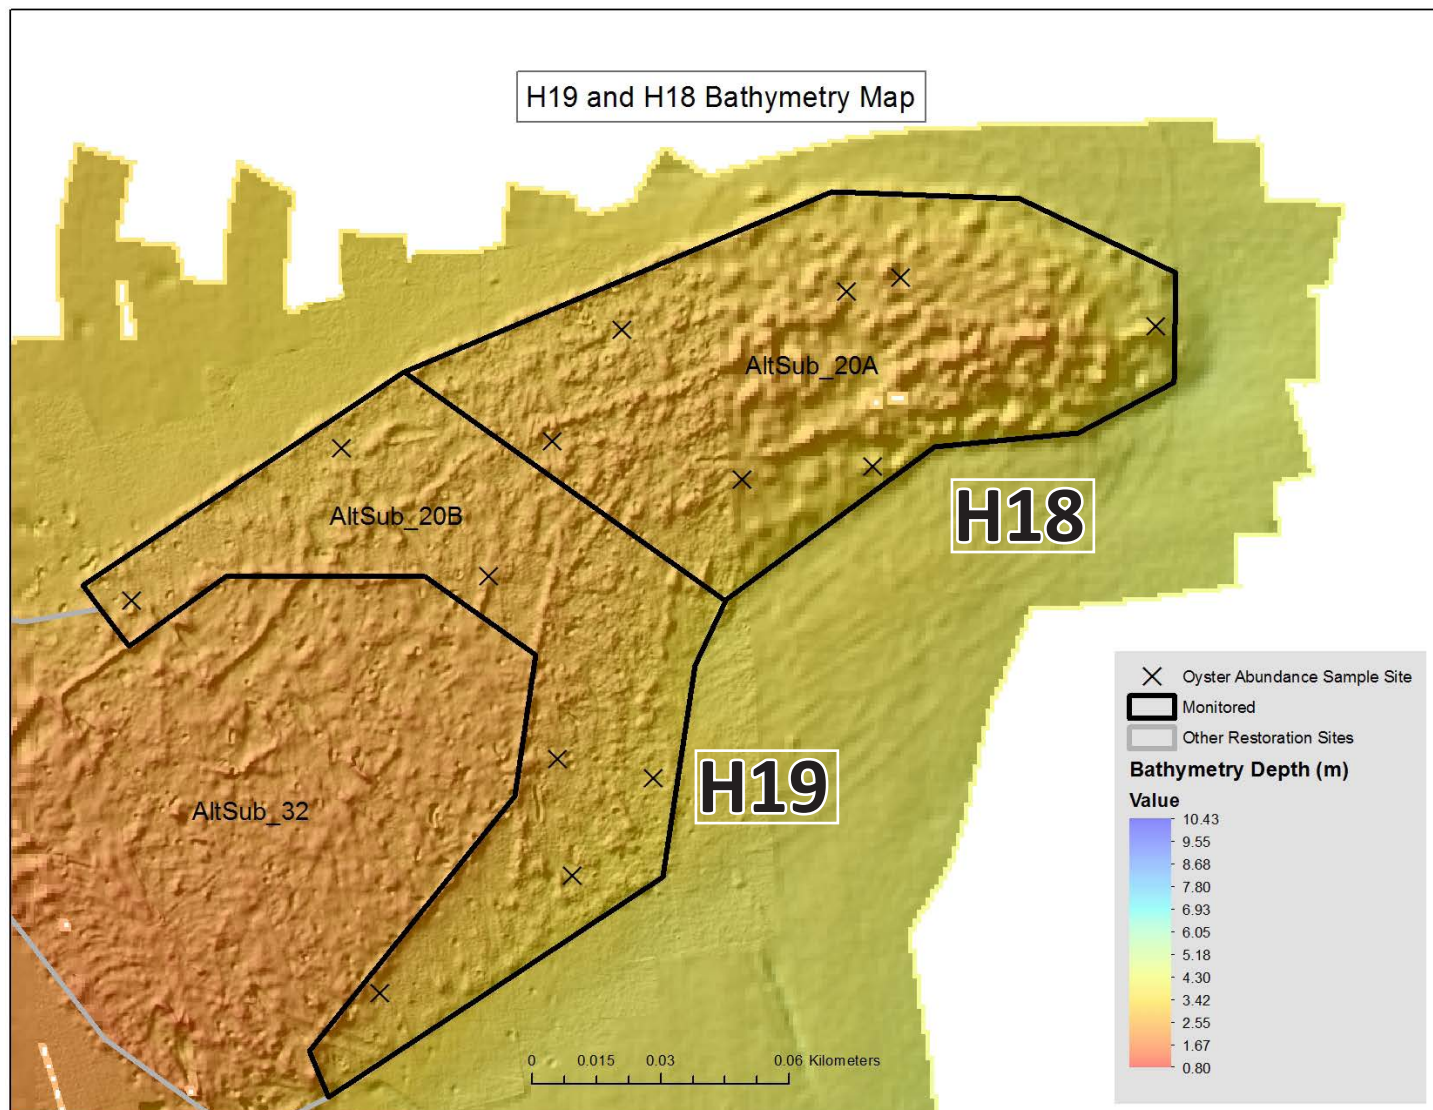 H19 and H18 Bathymetry Map
AltSub_20A
AltSub_20B
H18
H19
AltSub_32
Oyster Abundance Sample Site
Monitored
Other Restoration Sites
Bathymetry Depth (m)
Value
10.43
9.55
8.68
7.80
6.93
6.05
5.18
4.30
3.42
2.55
1.67
0.80
0 0.015 0.03 0.06 Kilometers